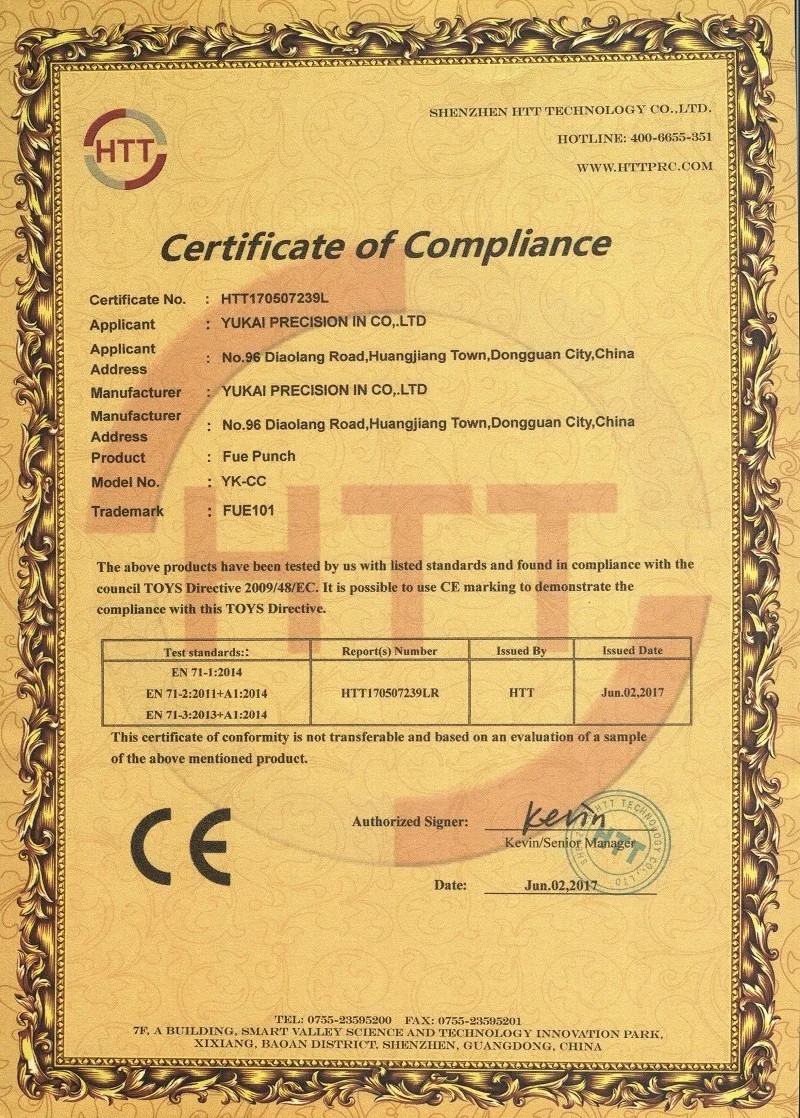 HTT
SHENZHEN HTT TECHNOLOGY CO.,LTD.
HOTLINE: 400-6655-351
WWW.HTTPRC.COM
Certificate of Compliance
Certificate No. : HTT170507239L
Applicant : YUKAI PRECISION IN CO,.LTD
Applicant Address : No.96 Diaolang Road,Huangjiang Town,Dongguan City,China
Manufacturer : YUKAI PRECISION IN CO,.LTD
Manufacturer Address : No.96 Diaolang Road,Huangjiang Town,Dongguan City,China
Product : Fue Punch
Model No. : YK-CC
Trademark : FUE101
HTT
The above products have been tested by us with listed standards and found in compliance with the
council TOYS Directive 2009/48/EC. It is possible to use CE marking to demonstrate the
compliance with this TOYS Directive.
Test standards:: Report(s) Number Issued By Issued Date
EN 71-1:2014
EN 71-2:2011+A1:2014 HTT170507239LR HTT Jun.02,2017
EN 71-3:2013+A1:2014
This certificate of conformity is not transferable and based on an evaluation of a sample
of the above mentioned product.
CE
Authorized Signer: Kevin
Kevin/Senior Manager
SHENZHEN HTT TECHNOLOGY CO.,LTD.
HTT
Date: Jun.02,2017
TEL: 0755-23595200 FAX: 0755-23595201
7F, A BUILDING, SMART VALLEY SCIENCE AND TECHNOLOGY INNOVATION PARK,
XIXIANG, BAOAN DISTRICT, SHENZHEN, GUANGDONG, CHINA